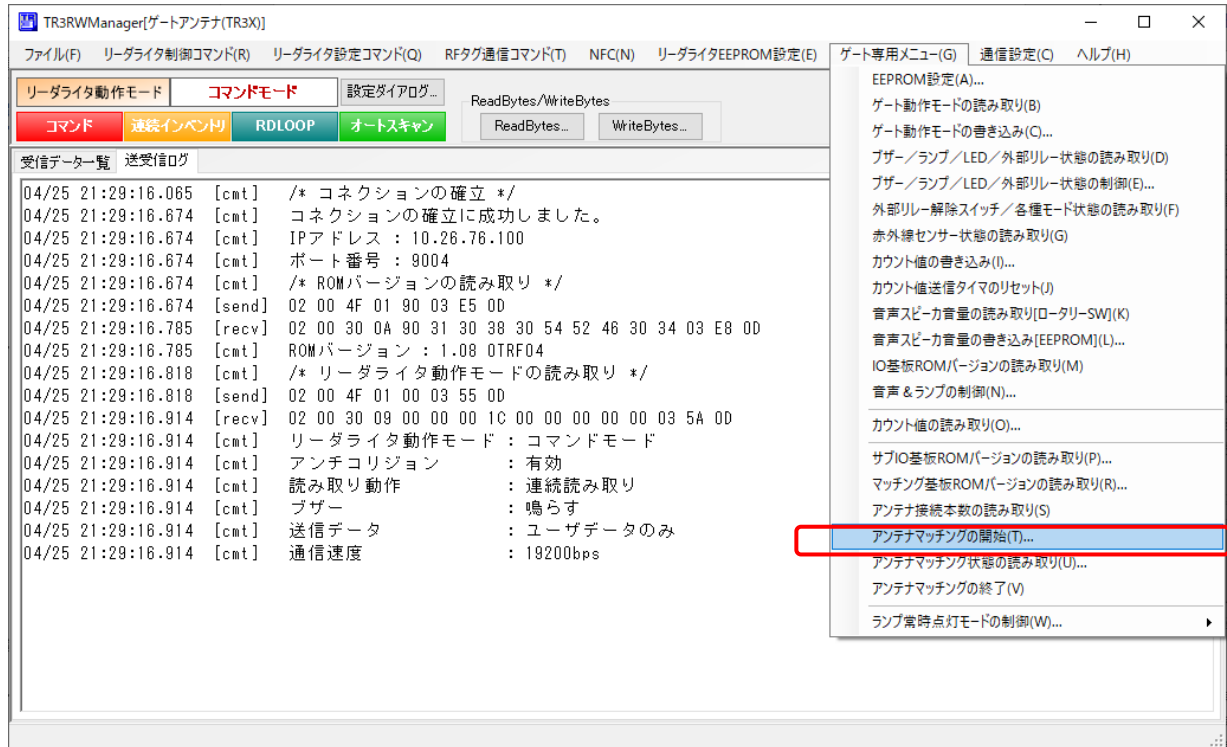 TR3RWManager[ゲートアンテナ(TR3X)]
ファイル(F) リーダライタ制御コマンド(R) リーダライタ設定コマンド(Q) RFタグ通信コマンド(T) NFC(N) リーダライタEEPROM設定(E) ゲート専用メニュー(G) 通信設定(C) ヘルプ(H)
リーダライタ動作モード コマンドモード 設定ダイアログ...
ReadBytes/WriteBytes
コマンド 連続インベントリ RDLOOP オートスキャン ReadBytes... WriteBytes...
受信データ一覧 送受信ログ
04/25 21:29:16.065 [cmt] /* コネクションの確立 */
04/25 21:29:16.674 [cmt] コネクションの確立に成功しました。
04/25 21:29:16.674 [cmt] IPアドレス : 10.26.76.100
04/25 21:29:16.674 [cmt] ポート番号 : 9004
04/25 21:29:16.674 [cmt] /* ROMバージョンの読み取り */
04/25 21:29:16.674 [send] 02 00 4F 01 90 03 E5 0D
04/25 21:29:16.785 [recv] 02 00 30 0A 90 31 30 38 30 54 52 46 30 34 03 E8 0D
04/25 21:29:16.785 [cmt] ROMバージョン : 1.08 0TRF04
04/25 21:29:16.818 [cmt] /* リーダライタ動作モードの読み取り */
04/25 21:29:16.818 [send] 02 00 4F 01 00 03 55 0D
04/25 21:29:16.914 [recv] 02 00 30 09 00 00 00 1C 00 00 00 00 00 03 5A 0D
04/25 21:29:16.914 [cmt] リーダライタ動作モード : コマンドモード
04/25 21:29:16.914 [cmt] アンチコリジョン : 有効
04/25 21:29:16.914 [cmt] 読み取り動作 : 連続読み取り
04/25 21:29:16.914 [cmt] ブザー : 鳴らす
04/25 21:29:16.914 [cmt] 送信データ : ユーザデータのみ
04/25 21:29:16.914 [cmt] 通信速度 : 19200bps
EEPROM設定(A)...
ゲート動作モードの読み取り(B)
ゲート動作モードの書き込み(C)...
ブザー／ランプ／LED／外部リレー状態の読み取り(D)
ブザー／ランプ／LED／外部リレー状態の制御(E)...
外部リレー解除スイッチ／各種モード状態の読み取り(F)
赤外線センサー状態の読み取り(G)
カウント値の書き込み(I)...
カウント値送信タイマのリセット(J)
音声スピーカ音量の読み取り[ロータリーSW](K)
音声スピーカ音量の書き込み[EEPROM](L)...
IO基板ROMバージョンの読み取り(M)
音声＆ランプの制御(N)...
カウント値の読み取り(O)...
サブIO基板ROMバージョンの読み取り(P)...
マッチング基板ROMバージョンの読み取り(R)...
アンテナ接続本数の読み取り(S)
アンテナマッチングの開始(T)...
アンテナマッチング状態の読み取り(U)...
アンテナマッチングの終了(V)
ランプ常時点灯モードの制御(W)...